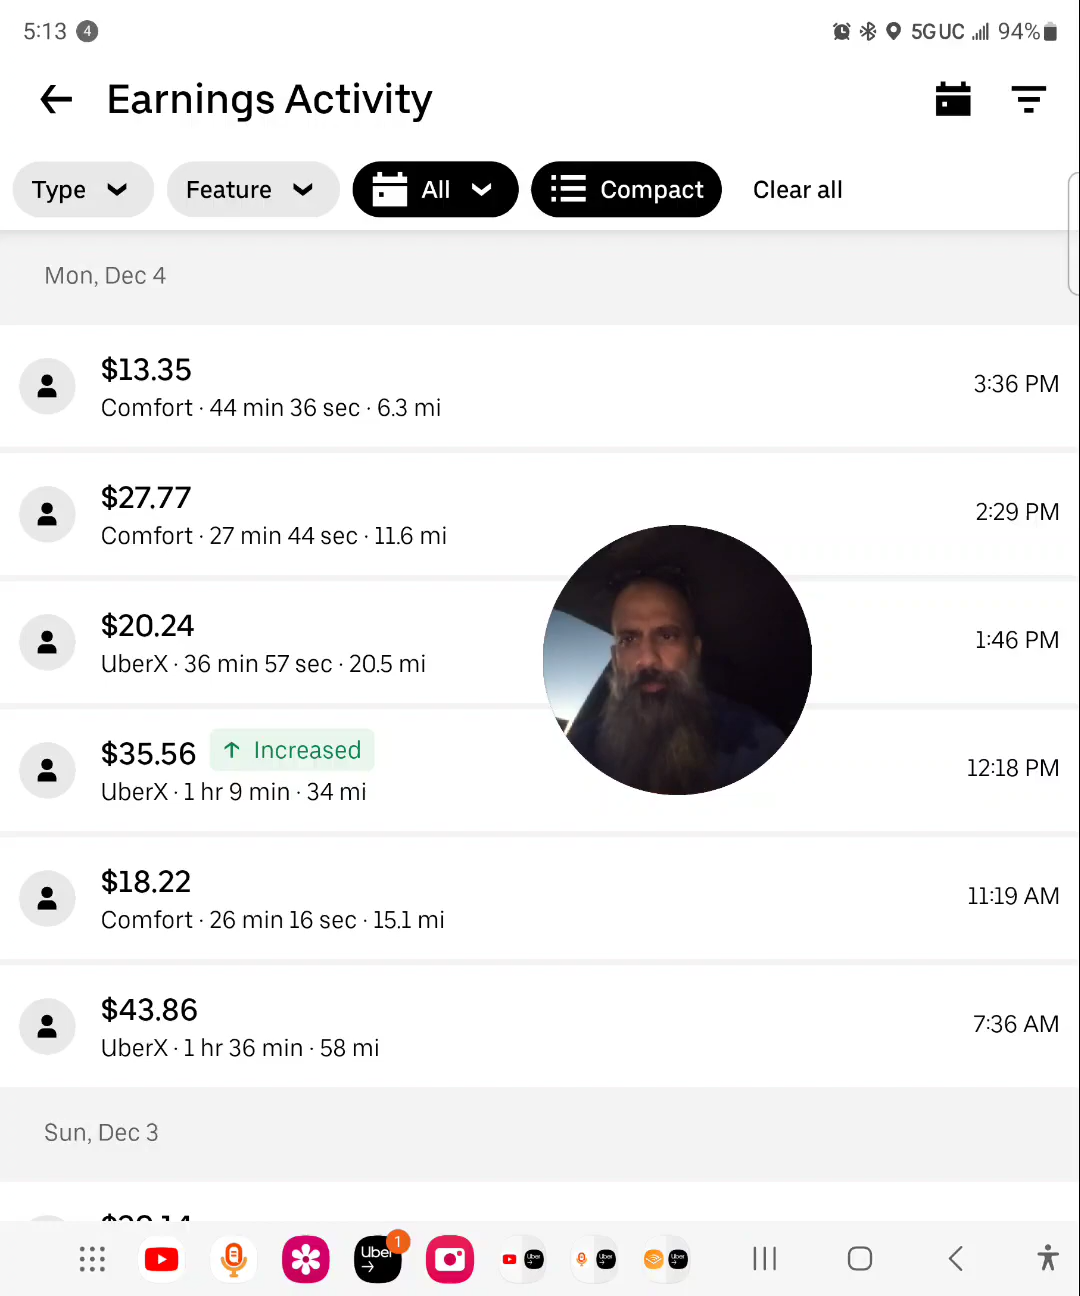 5:13 4 5GUC 94%
Earnings Activity
Type Feature All Compact Clear all
Mon, Dec 4
$13.35
Comfort · 44 min 36 sec · 6.3 mi
3:36 PM
$27.77
Comfort · 27 min 44 sec · 11.6 mi
2:29 PM
$20.24
UberX · 36 min 57 sec · 20.5 mi
1:46 PM
$35.56 ↑ Increased
UberX · 1 hr 9 min · 34 mi
12:18 PM
$18.22
Comfort · 26 min 16 sec · 15.1 mi
11:19 AM
$43.86
UberX · 1 hr 36 min · 58 mi
7:36 AM
Sun, Dec 3
Uber 1 Uber Uber Uber